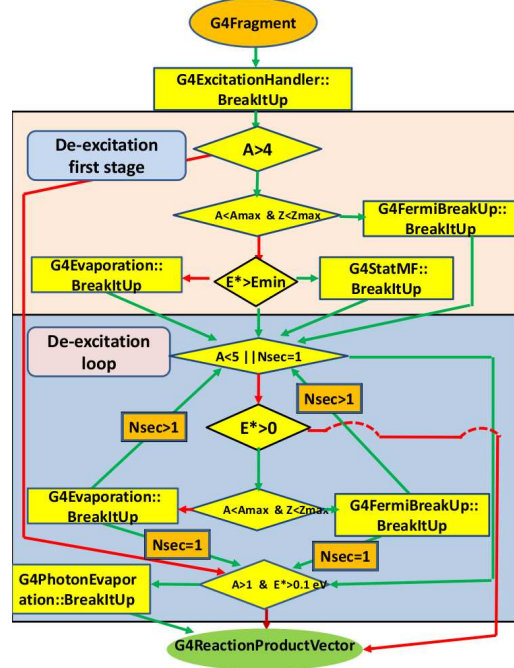 G4Fragment
G4ExcitationHandler::
BreakItUp
De-excitation
first stage
A>4
A<Amax & Z<Zmax
G4FermiBreakUp::
BreakItUp
G4Evaporation::
BreakItUp
E*>Emin
G4StatMF::
BreakItUp
De-excitation
loop
A<5 ||Nsec=1
Nsec>1
E*>0
Nsec>1
G4Evaporation::
BreakItUp
A<Amax & Z<Zmax
G4FermiBreakUp::
BreakItUp
Nsec=1
Nsec=1
G4PhotonEvapor
ation::BreakItUp
A>1 & E*>0.1 eV
G4ReactionProductVector